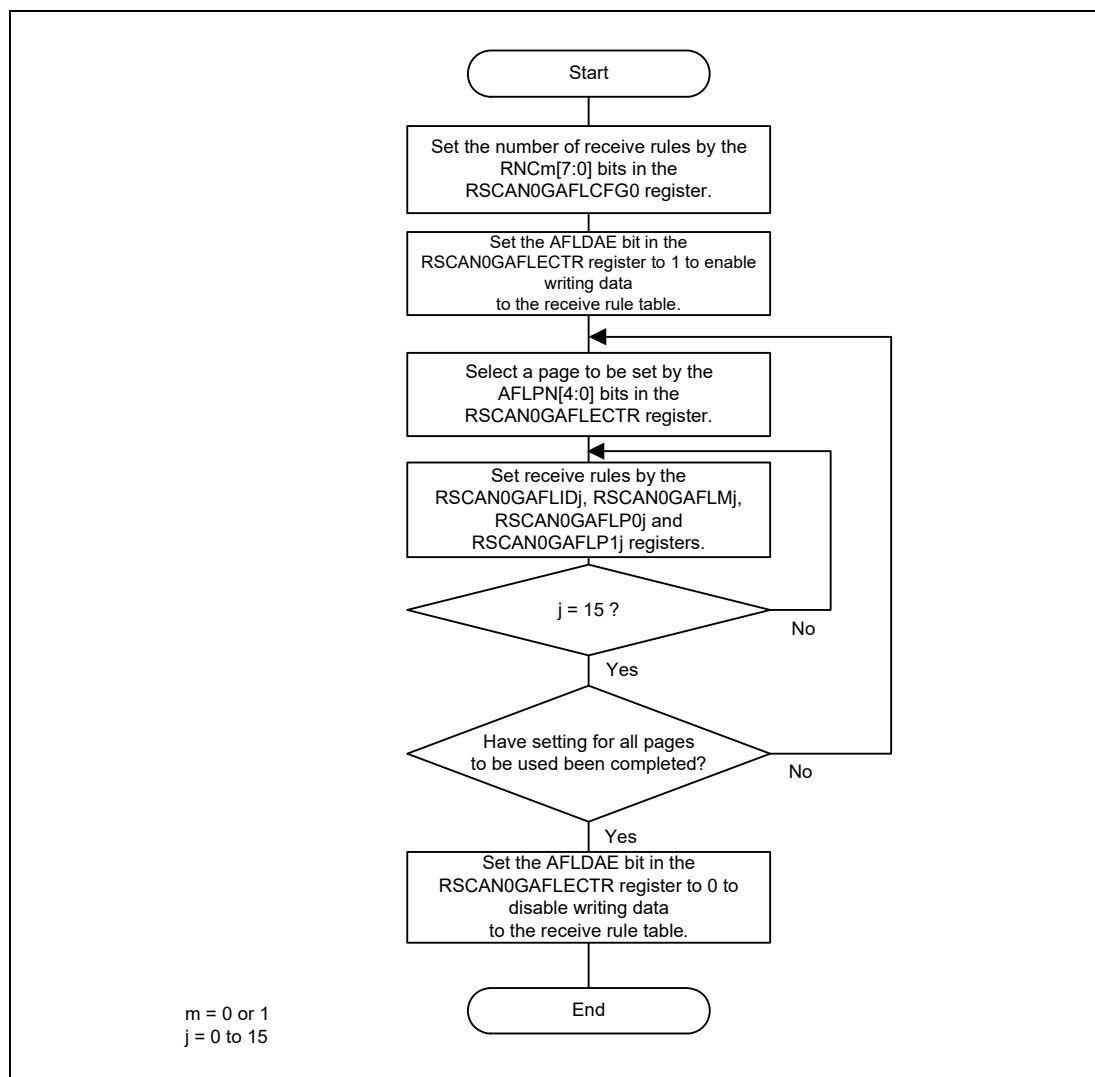 Start
Set the number of receive rules by the
RNCm[7:0] bits in the
RSCAN0GAFLCFG0 register.
Set the AFLDAE bit in the
RSCAN0GAFLECTR register to 1 to enable
writing data
to the receive rule table.
Select a page to be set by the
AFLPN[4:0] bits in the
RSCAN0GAFLECTR register.
Set receive rules by the
RSCAN0GAFLIDj, RSCAN0GAFLMj,
RSCAN0GAFLP0j and
RSCAN0GAFLP1j registers.
j = 15 ?
No
Yes
Have setting for all pages
to be used been completed?
No
Yes
Set the AFLDAE bit in the
RSCAN0GAFLECTR register to 0 to
disable writing data
to the receive rule table.
End
m = 0 or 1
j = 0 to 15